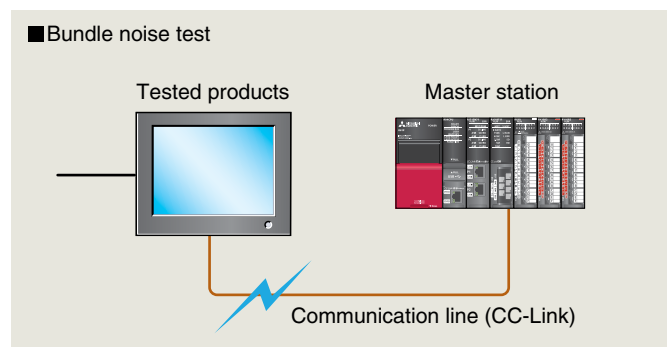 ■Bundle noise test
Tested products
Master station
Communication line (CC-Link)